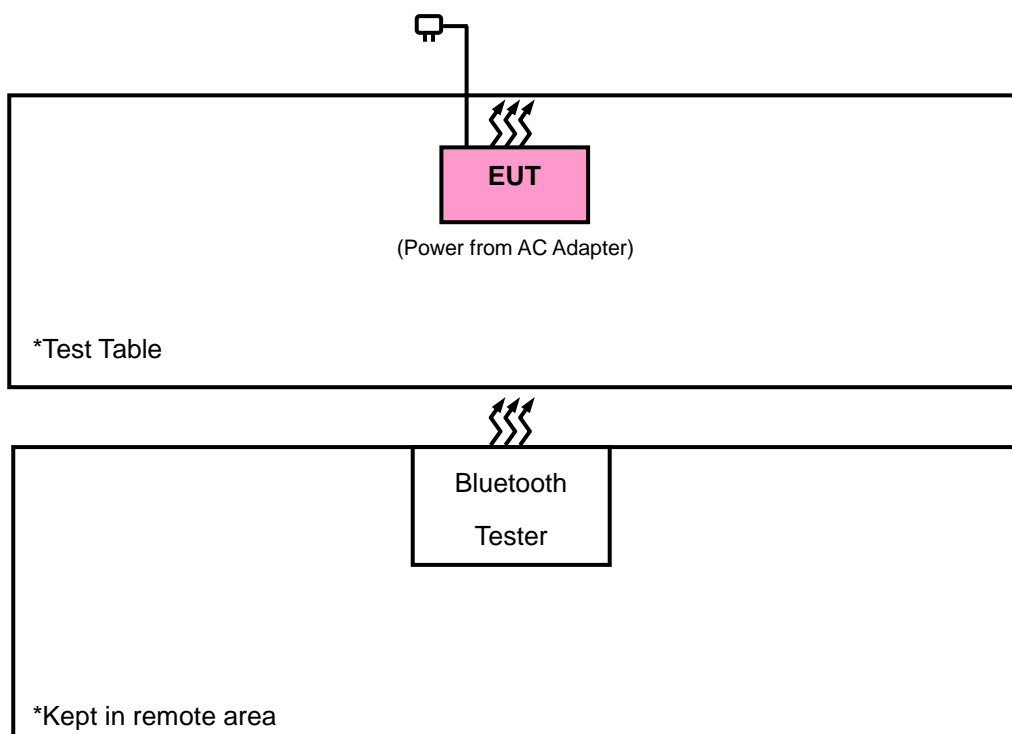 EUT
(Power from AC Adapter)
*Test Table
Bluetooth
Tester
*Kept in remote area